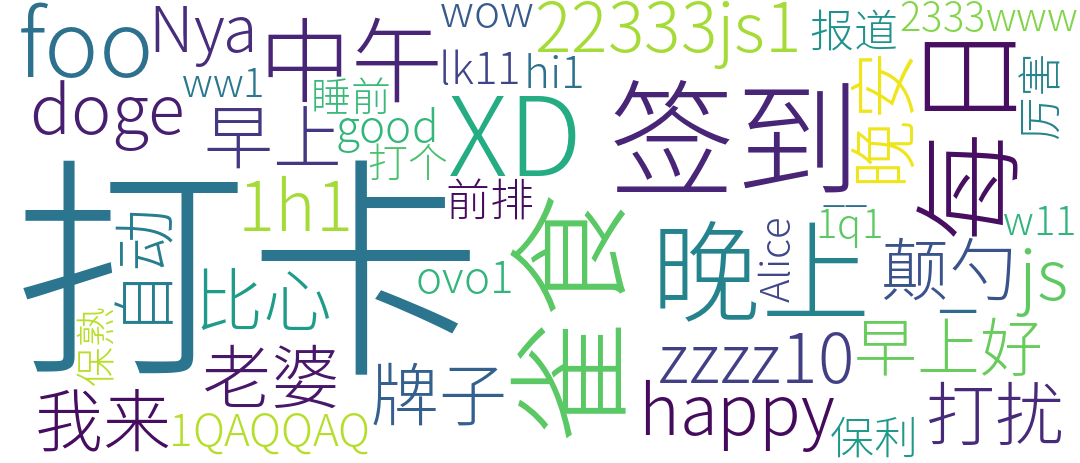 foo
Nya
中午
wow
22333js1
报道
2333www
ww1
睡前
lk11
hi1
厉害
doge
早上
good
打个
XD
签到
晚安
每日
打卡
1h1
前排
雀食
晚上
Alice
1q1
w11
自动
比心
ovo1
颠勺
js
保熟
老婆
牌子
zzzz10
早上好
我来
1QAQQAQ
happy
保利
打扰